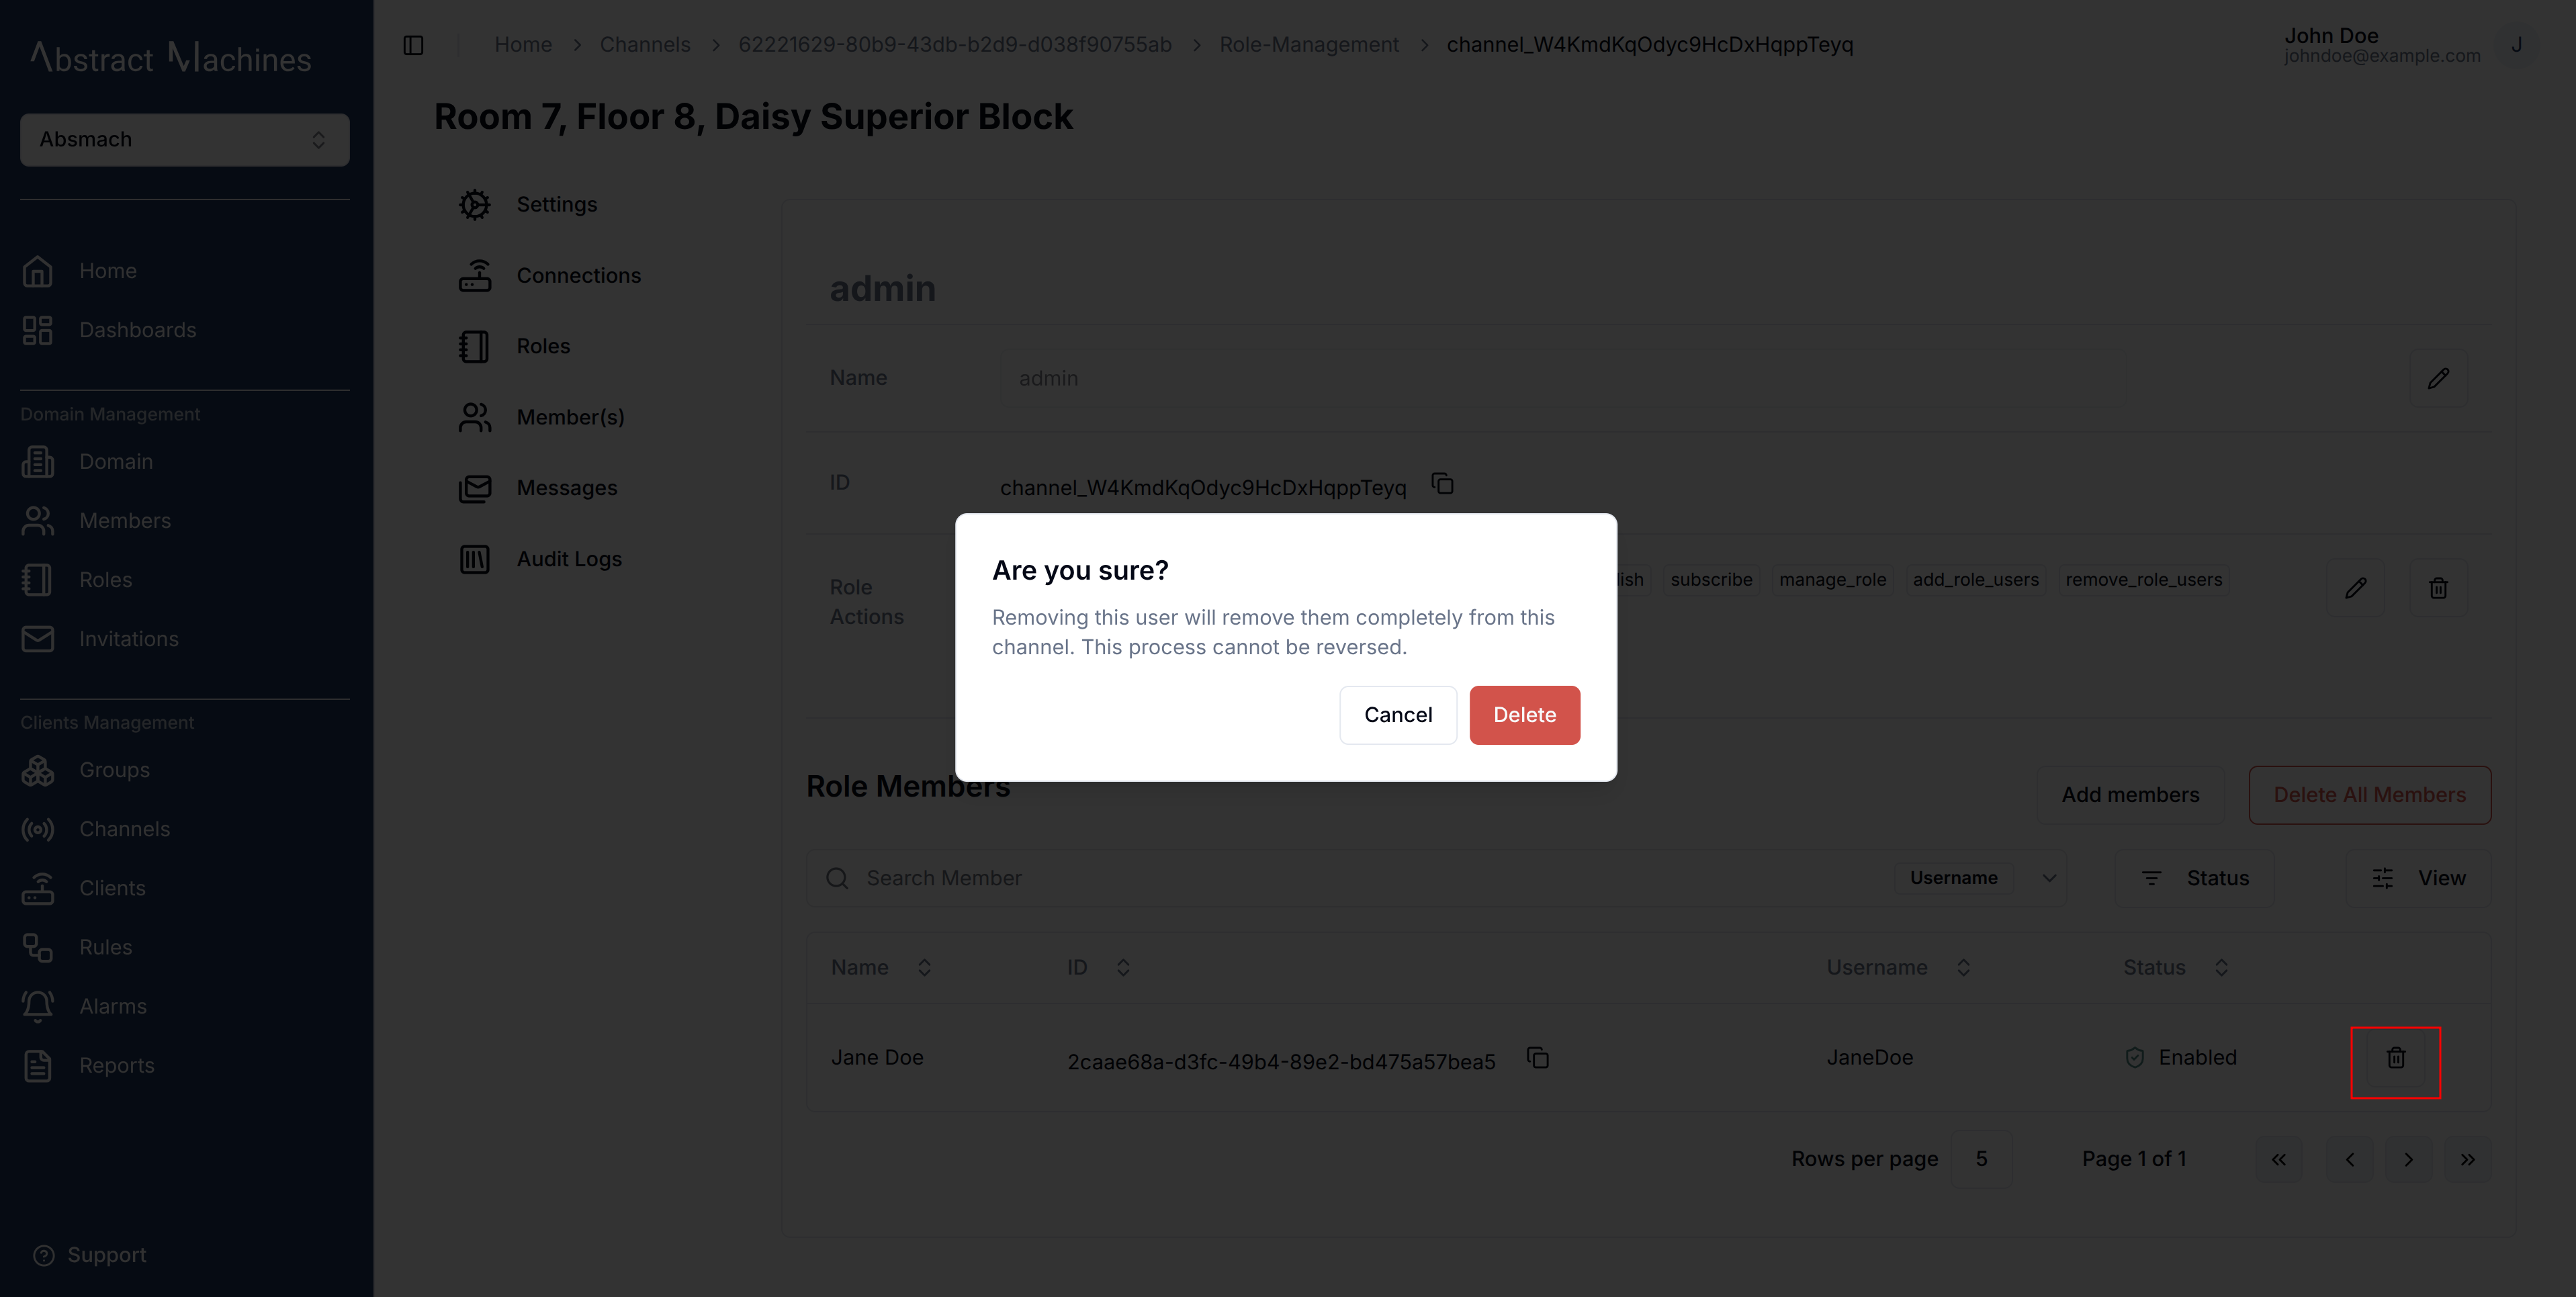 Abstract Machines
Absmach
Home
Dashboards
Domain Management
Domain
Members
Roles
Invitations
Clients Management
Groups
Channels
Clients
Rules
Alarms
Reports
Support
Home > Channels > 62221629-80b9-43db-b2d9-d038f90755ab > Role-Management > channel_W4KmdKqOdyc9HcDxHqppTeyq
John Doe
johndoe@example.com
J
Room 7, Floor 8, Daisy Superior Block
Settings
Connections
Roles
Member(s)
Messages
Audit Logs
admin
Name admin
ID channel_W4KmdKqOdyc9HcDxHqppTeyq
Role
Actions
lish subscribe manage_role add_role_users remove_role_users
Are you sure?
Removing this user will remove them completely from this
channel. This process cannot be reversed.
Cancel Delete
Role Members
Add members Delete All Members
Search Member Username Status View
Name ID Username Status
Jane Doe 2caae68a-d3fc-49b4-89e2-bd475a57bea5 JaneDoe Enabled
Rows per page 5 Page 1 of 1